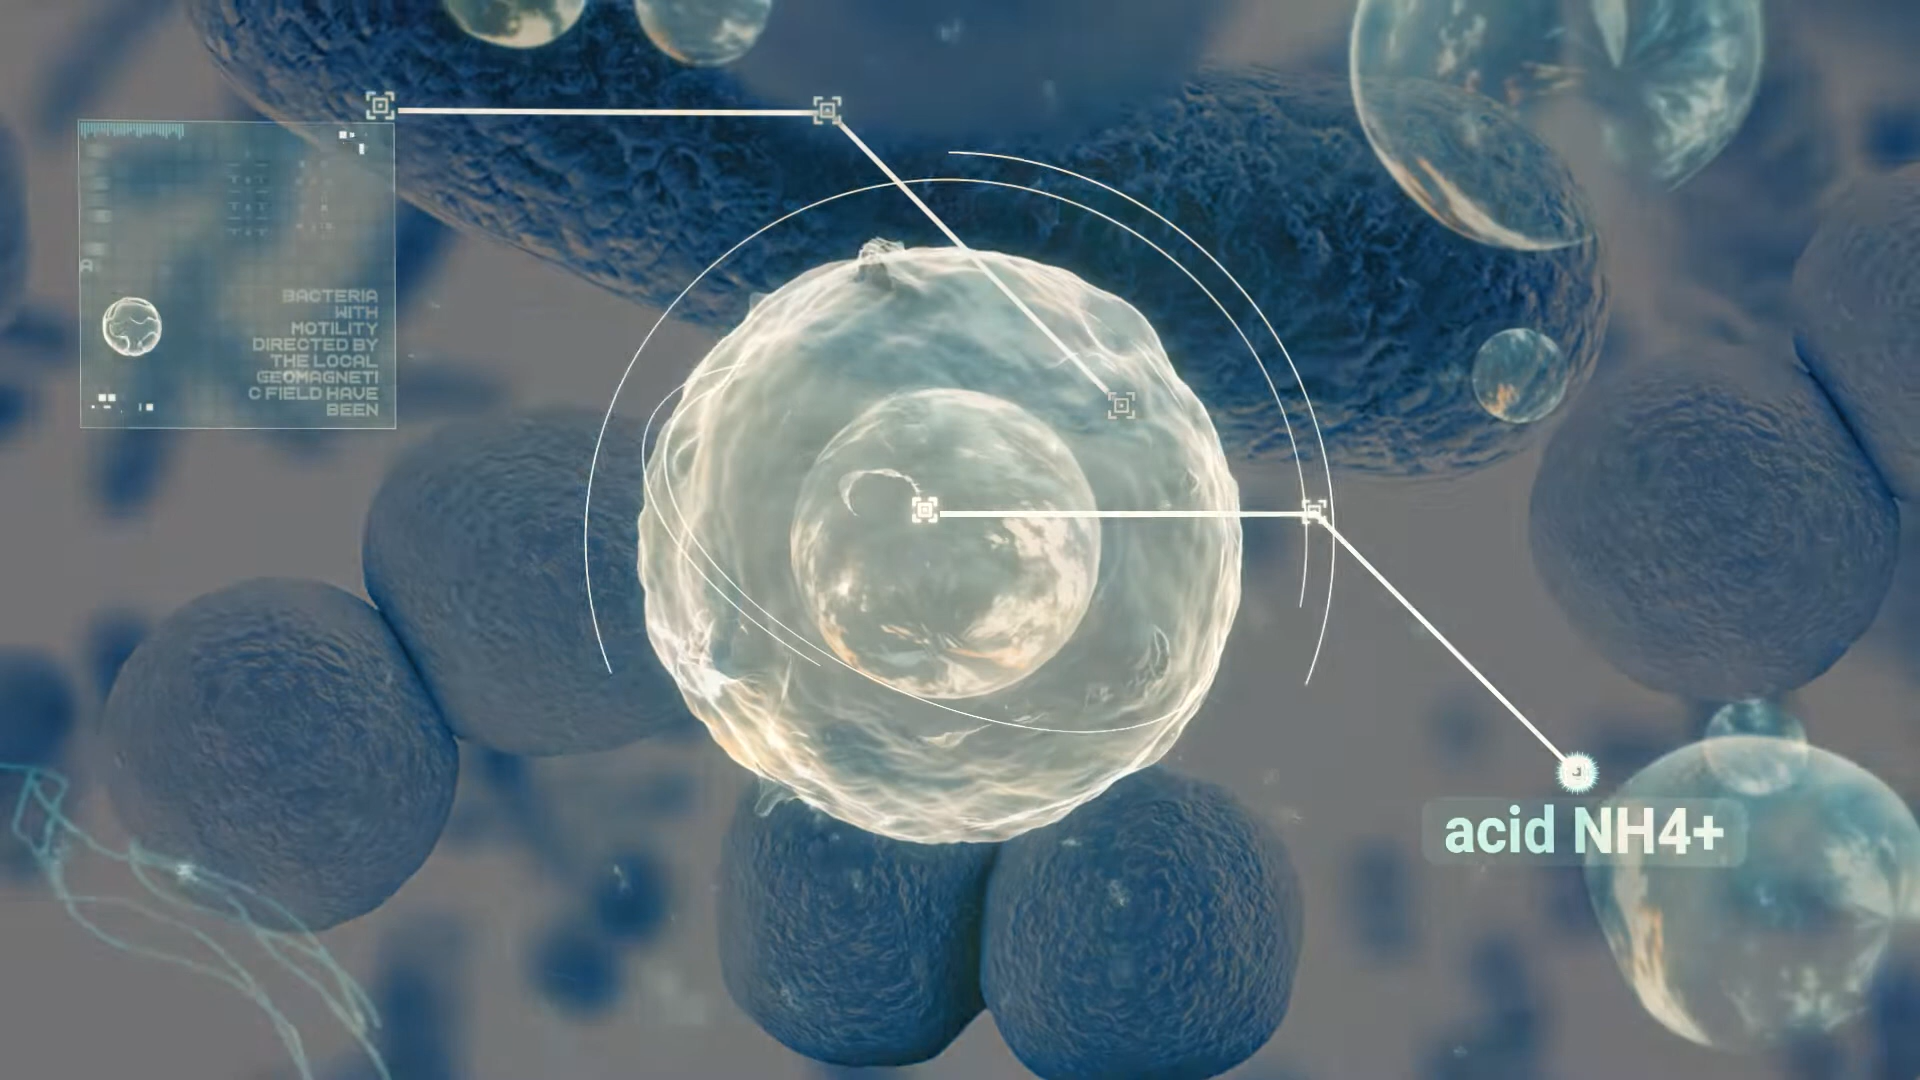 A
BACTERIA
WITH
MOTILITY
DIRECTED BY
THE LOCAL
GEOMAGNETI
C FIELD HAVE
BEEN
acid NH4+